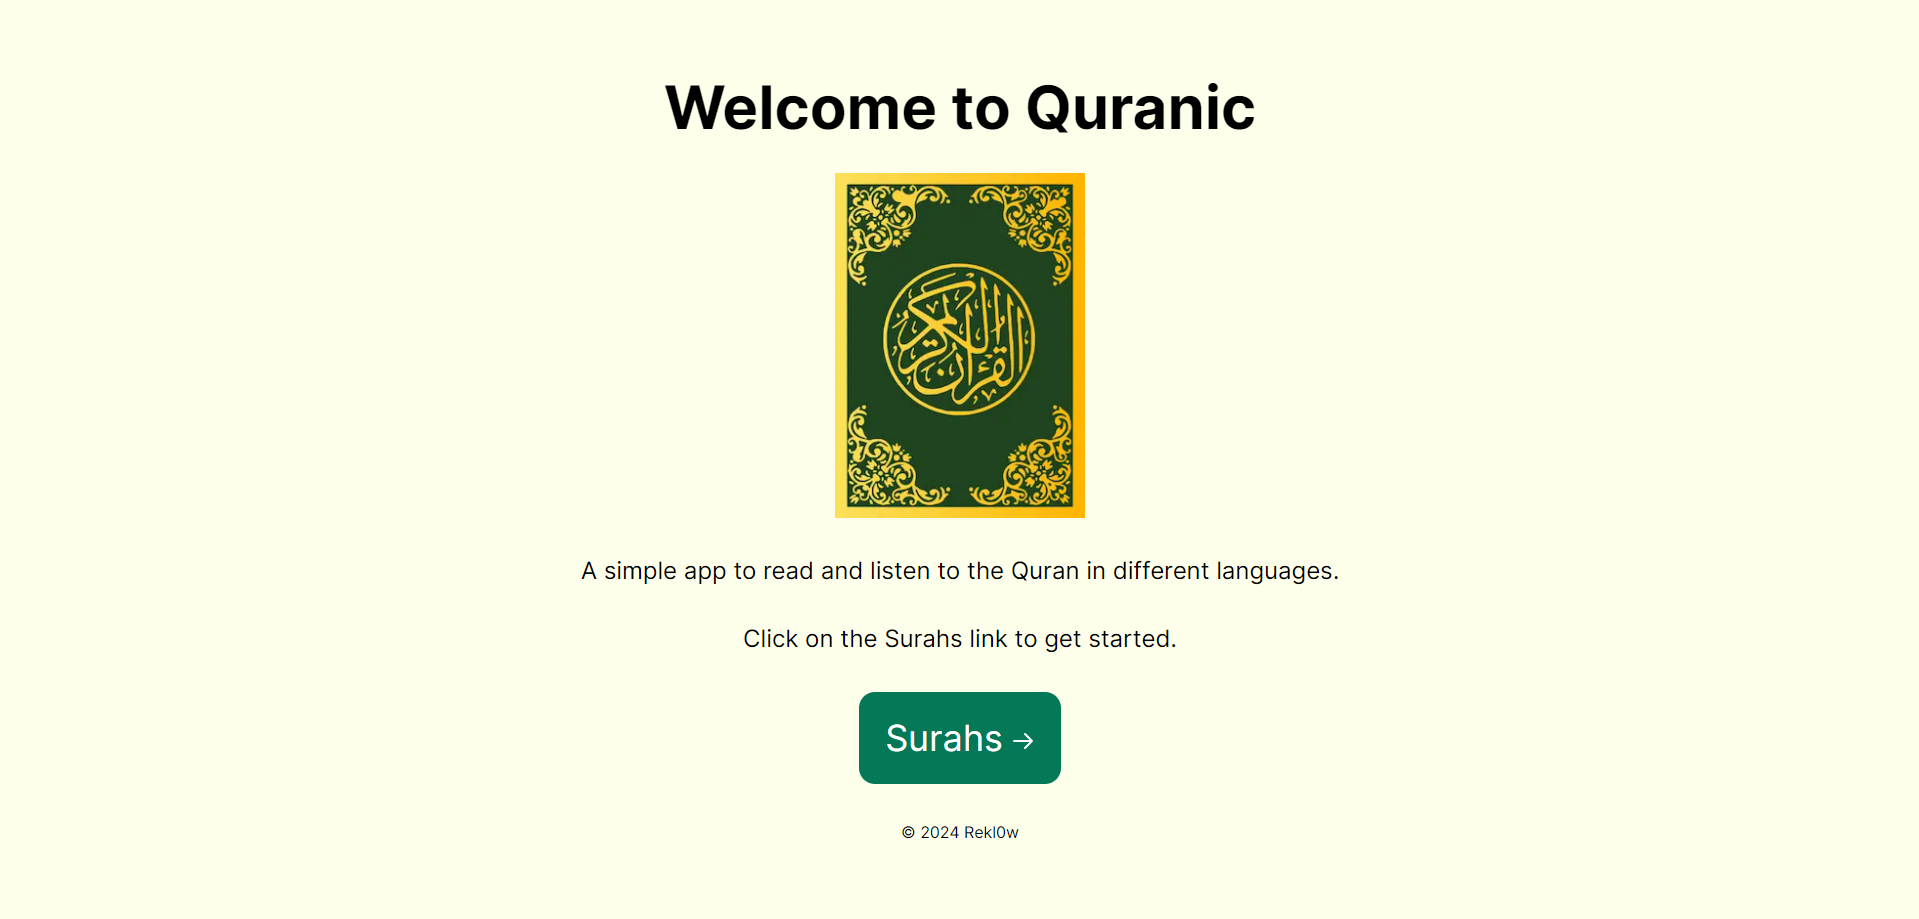 Welcome to Quranic
القرآن الكريم
A simple app to read and listen to the Quran in different languages.
Click on the Surahs link to get started.
Surahs →
© 2024 Rekl0w